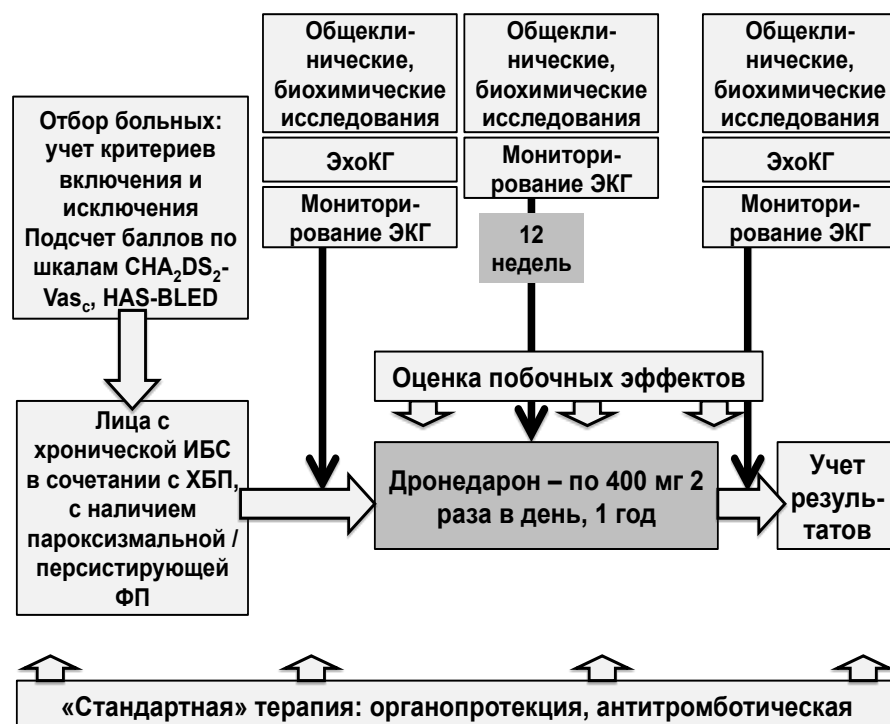 Отбор больных:
учет критериев
включения и
исключения
Подсчет баллов по
шкалам CHA₂DS₂-
Vasc, HAS-BLED
Общекли-
нические,
биохимические
исследования
ЭхоКГ
Монитори-
рование ЭКГ
Общекли-
нические,
биохимические
исследования
Монитори-
рование ЭКГ
12
недель
Общекли-
нические,
биохимические
исследования
ЭхоКГ
Монитори-
рование ЭКГ
Оценка побочных эффектов
Лица с
хронической ИБС
в сочетании с ХБП,
с наличием
пароксизмальной /
персистирующей
ФП
Дронедарон – по 400 мг 2
раза в день, 1 год
Учет
резуль-
татов
«Стандартная» терапия: органопротекция, антитромботическая